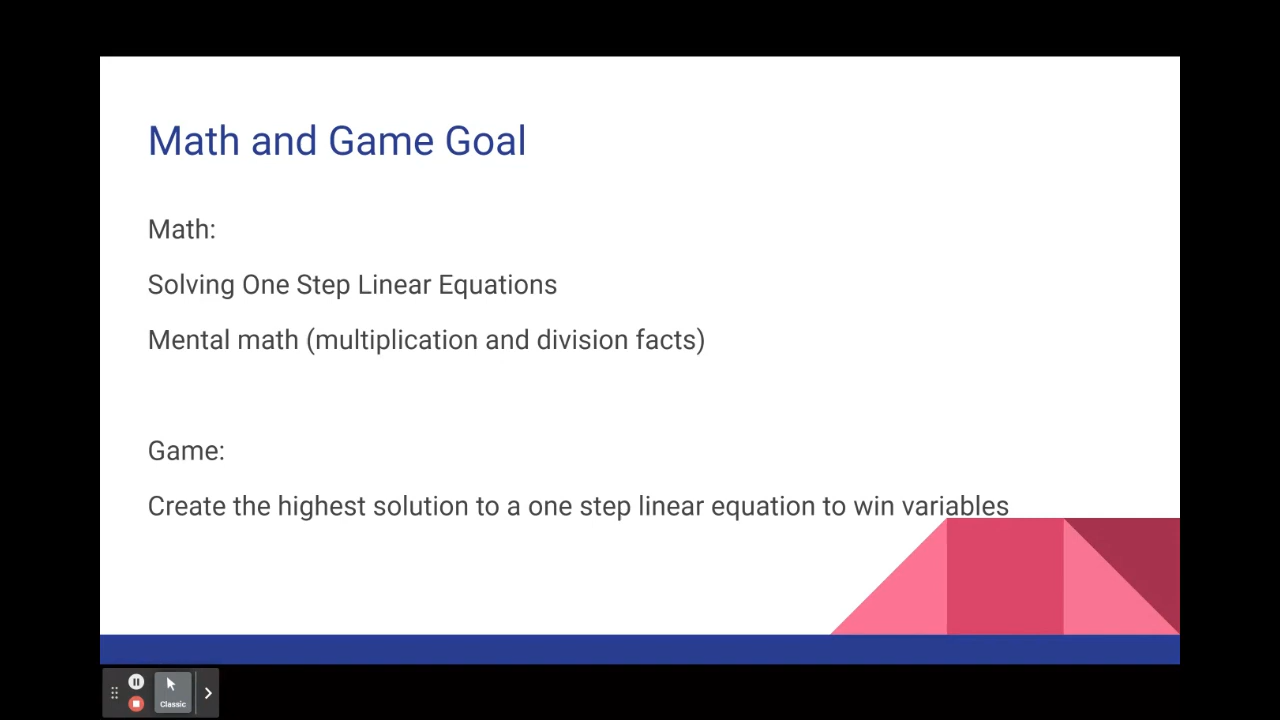 Math and Game Goal
Math:
Solving One Step Linear Equations
Mental math (multiplication and division facts)
Game:
Create the highest solution to a one step linear equation to win variables
Classic